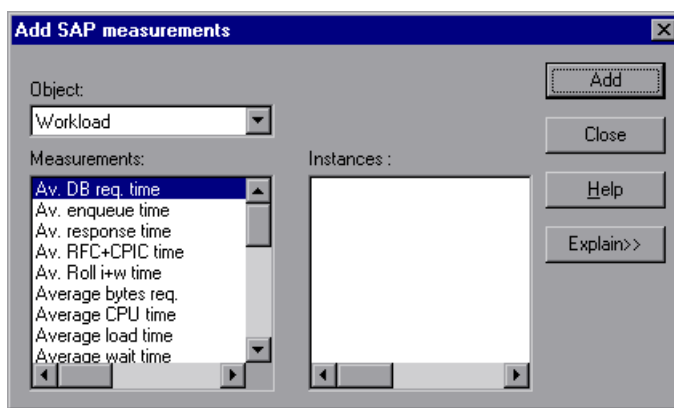 Add SAP measurements
Object:
Workload
Measurements:
Av. DB req. time
Av. enqueue time
Av. response time
Av. RFC+CPIC time
Av. Roll i+w time
Average bytes req.
Average CPU time
Average load time
Average wait time
Instances :
Add
Close
Help
Explain>>